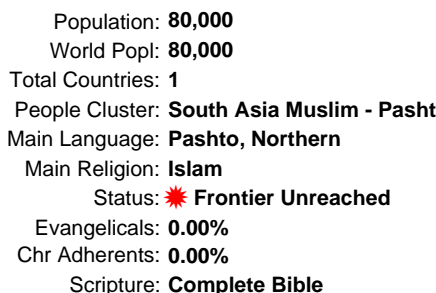 Population: 80,000
World Popl: 80,000
Total Countries: 1
People Cluster: South Asia Muslim - Pasht
Main Language: Pashto, Northern
Main Religion: Islam
Status: Frontier Unreached
Evangelicals: 0.00%
Chr Adherents: 0.00%
Scripture: Complete Bible